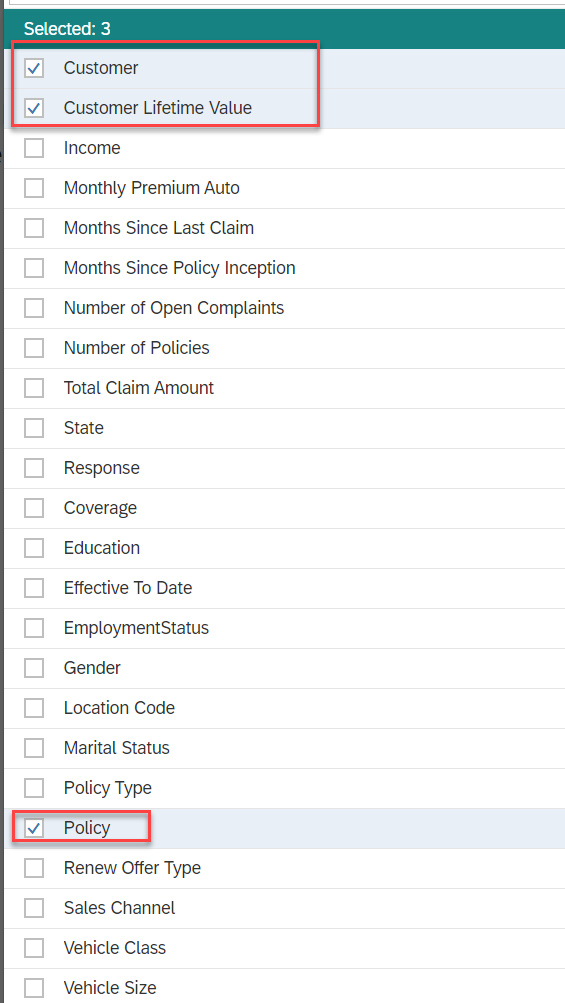 Selected: 3
Customer
Customer Lifetime Value
Income
Monthly Premium Auto
Months Since Last Claim
Months Since Policy Inception
Number of Open Complaints
Number of Policies
Total Claim Amount
State
Response
Coverage
Education
Effective To Date
EmploymentStatus
Gender
Location Code
Marital Status
Policy Type
Policy
Renew Offer Type
Sales Channel
Vehicle Class
Vehicle Size